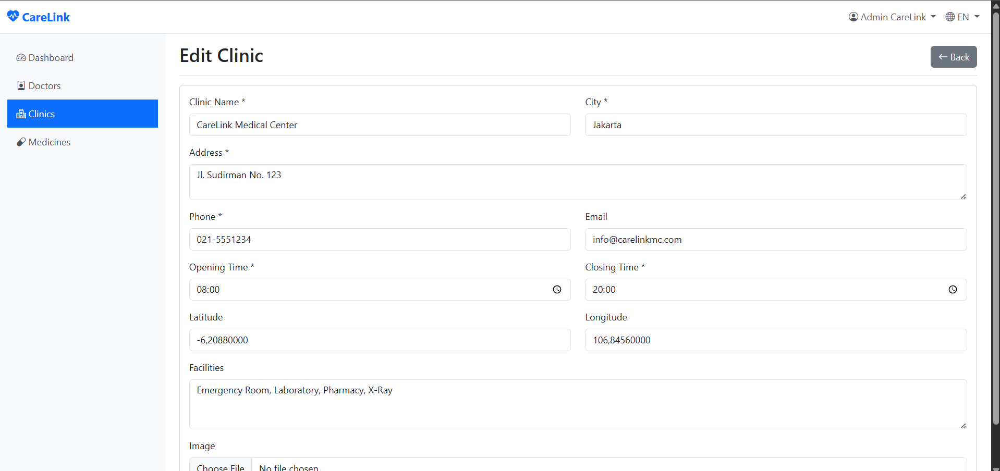 CareLink
Admin CareLink
EN
Dashboard
Doctors
Clinics
Medicines
Edit Clinic
← Back
Clinic Name *
City *
CareLink Medical Center
Jakarta
Address *
Jl. Sudirman No. 123
Phone *
Email
021-5551234
info@carelinkmc.com
Opening Time *
Closing Time *
08:00
20:00
Latitude
Longitude
-6,20880000
106,84560000
Facilities
Emergency Room, Laboratory, Pharmacy, X-Ray
Image
Choose File
No file chosen